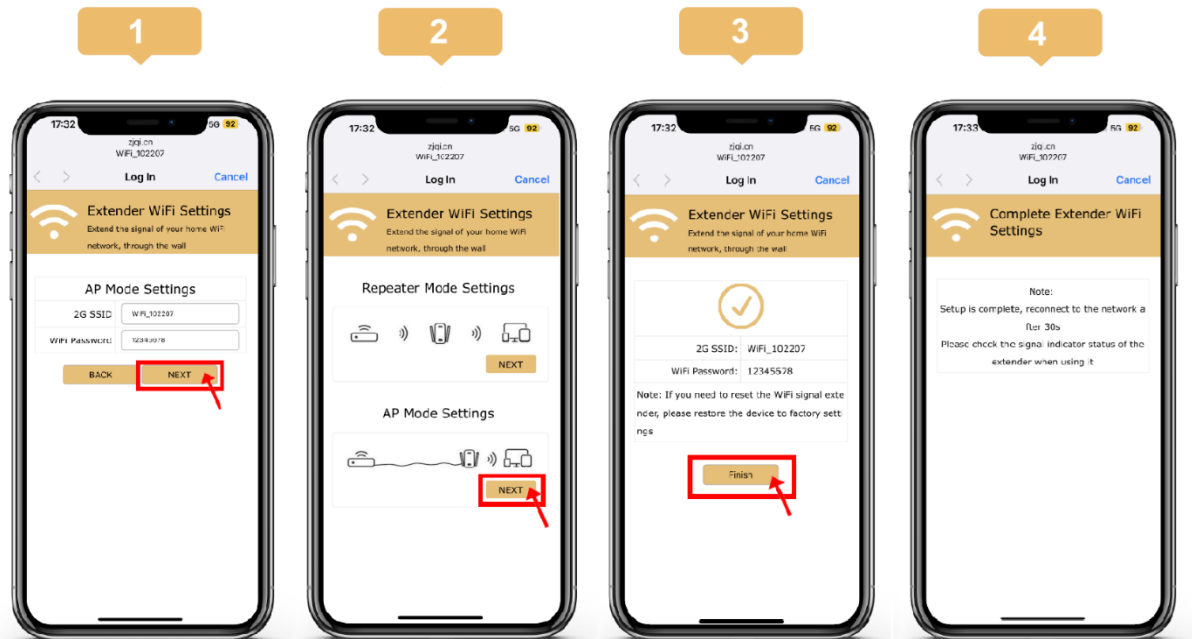 1
2
3
4
17:32
5G 92
zjqi.cn
WiFi_102207
Log In
Cancel
Extender WiFi Settings
Extend the signal of your home WiFi
network, through the wall
AP Mode Settings
2G SSID
WiFi_102207
WiFi Password
12345678
BACK
NEXT
17:32
5G 92
zjqi.cn
WiFi_102207
Log In
Cancel
Extender WiFi Settings
Extend the signal of your home WiFi
network, through the wall
Repeater Mode Settings
NEXT
AP Mode Settings
NEXT
17:32
5G 92
zjqi.cn
WiFi_102207
Log In
Cancel
Extender WiFi Settings
Extend the signal of your home WiFi
network, through the wall
2G SSID: WiFi_102207
WiFi Password: 12345678
Note: If you need to reset the WiFi signal exte
nder, please restore the device to factory setti
ngs
Finish
17:33
5G 92
zjqi.cn
WiFi_102207
Log In
Cancel
Complete Extender WiFi
Settings
Note:
Setup is complete, reconnect to the network a
fter 30s
Please check the signal indicator status of the
extender when using it